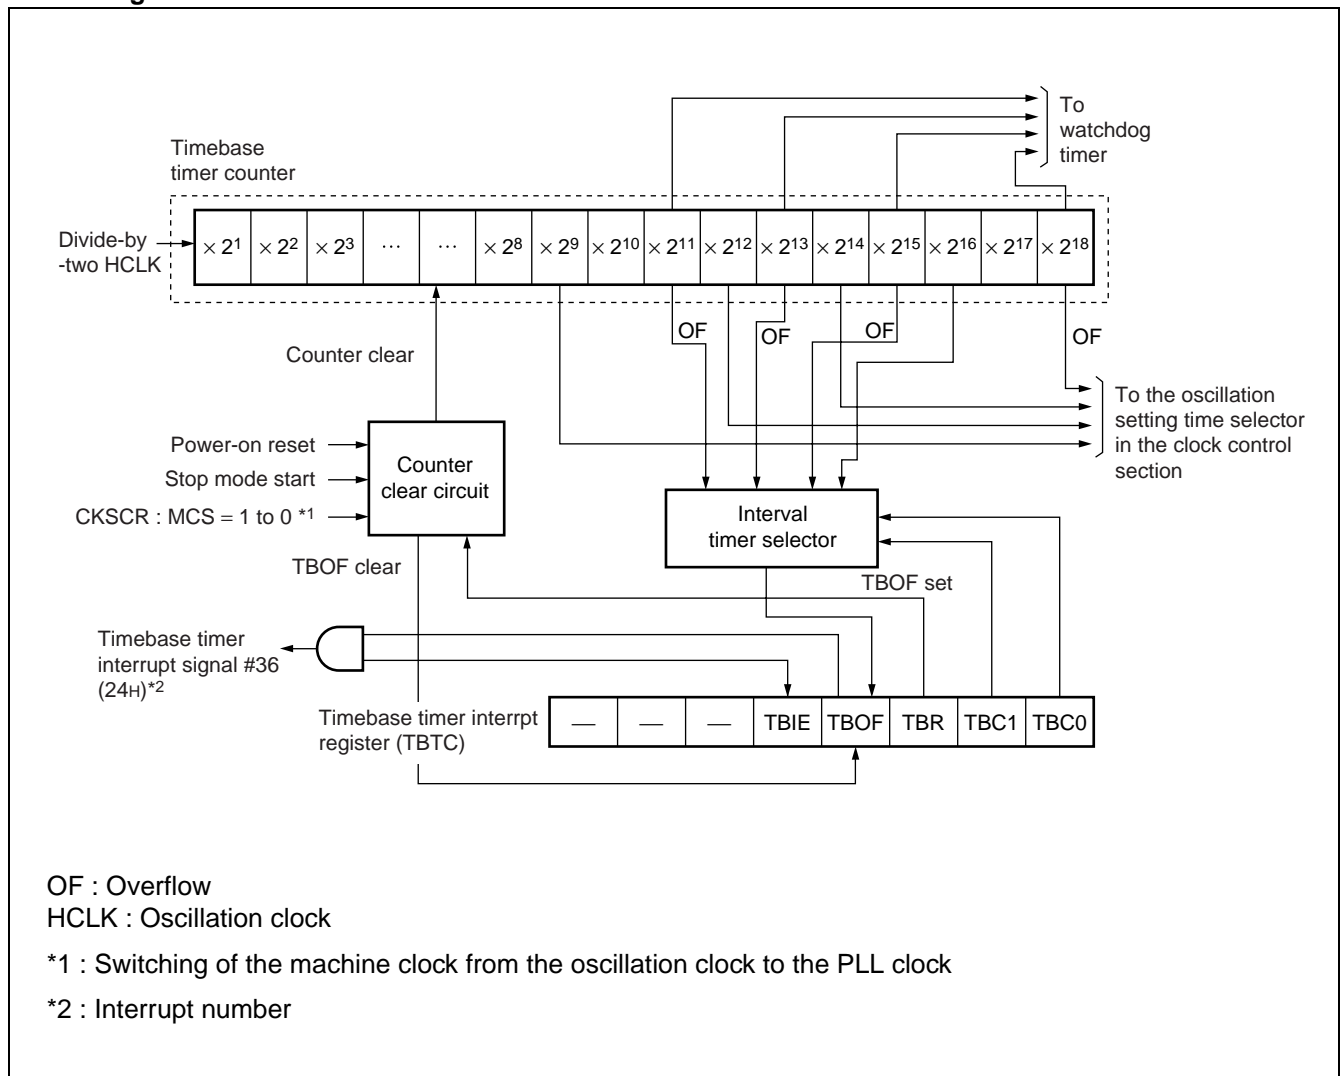 To
watchdog
timer
Timebase
timer counter
Divide-by
-two HCLK
× 2¹ × 2² × 2³ ··· ··· × 2⁸ × 2⁹ × 2¹⁰ × 2¹¹ × 2¹² × 2¹³ × 2¹⁴ × 2¹⁵ × 2¹⁶ × 2¹⁷ × 2¹⁸
OF OF OF OF
Counter clear
To the oscillation
setting time selector
in the clock control
section
Power-on reset
Stop mode start
CKSCR : MCS = 1 to 0 *1
Counter
clear circuit
Interval
timer selector
TBOF clear
TBOF set
Timebase timer
interrupt signal #36
(24H)*2
Timebase timer interrpt
register (TBTC)
— — — TBIE TBOF TBR TBC1 TBC0
OF : Overflow
HCLK : Oscillation clock
*1 : Switching of the machine clock from the oscillation clock to the PLL clock
*2 : Interrupt number